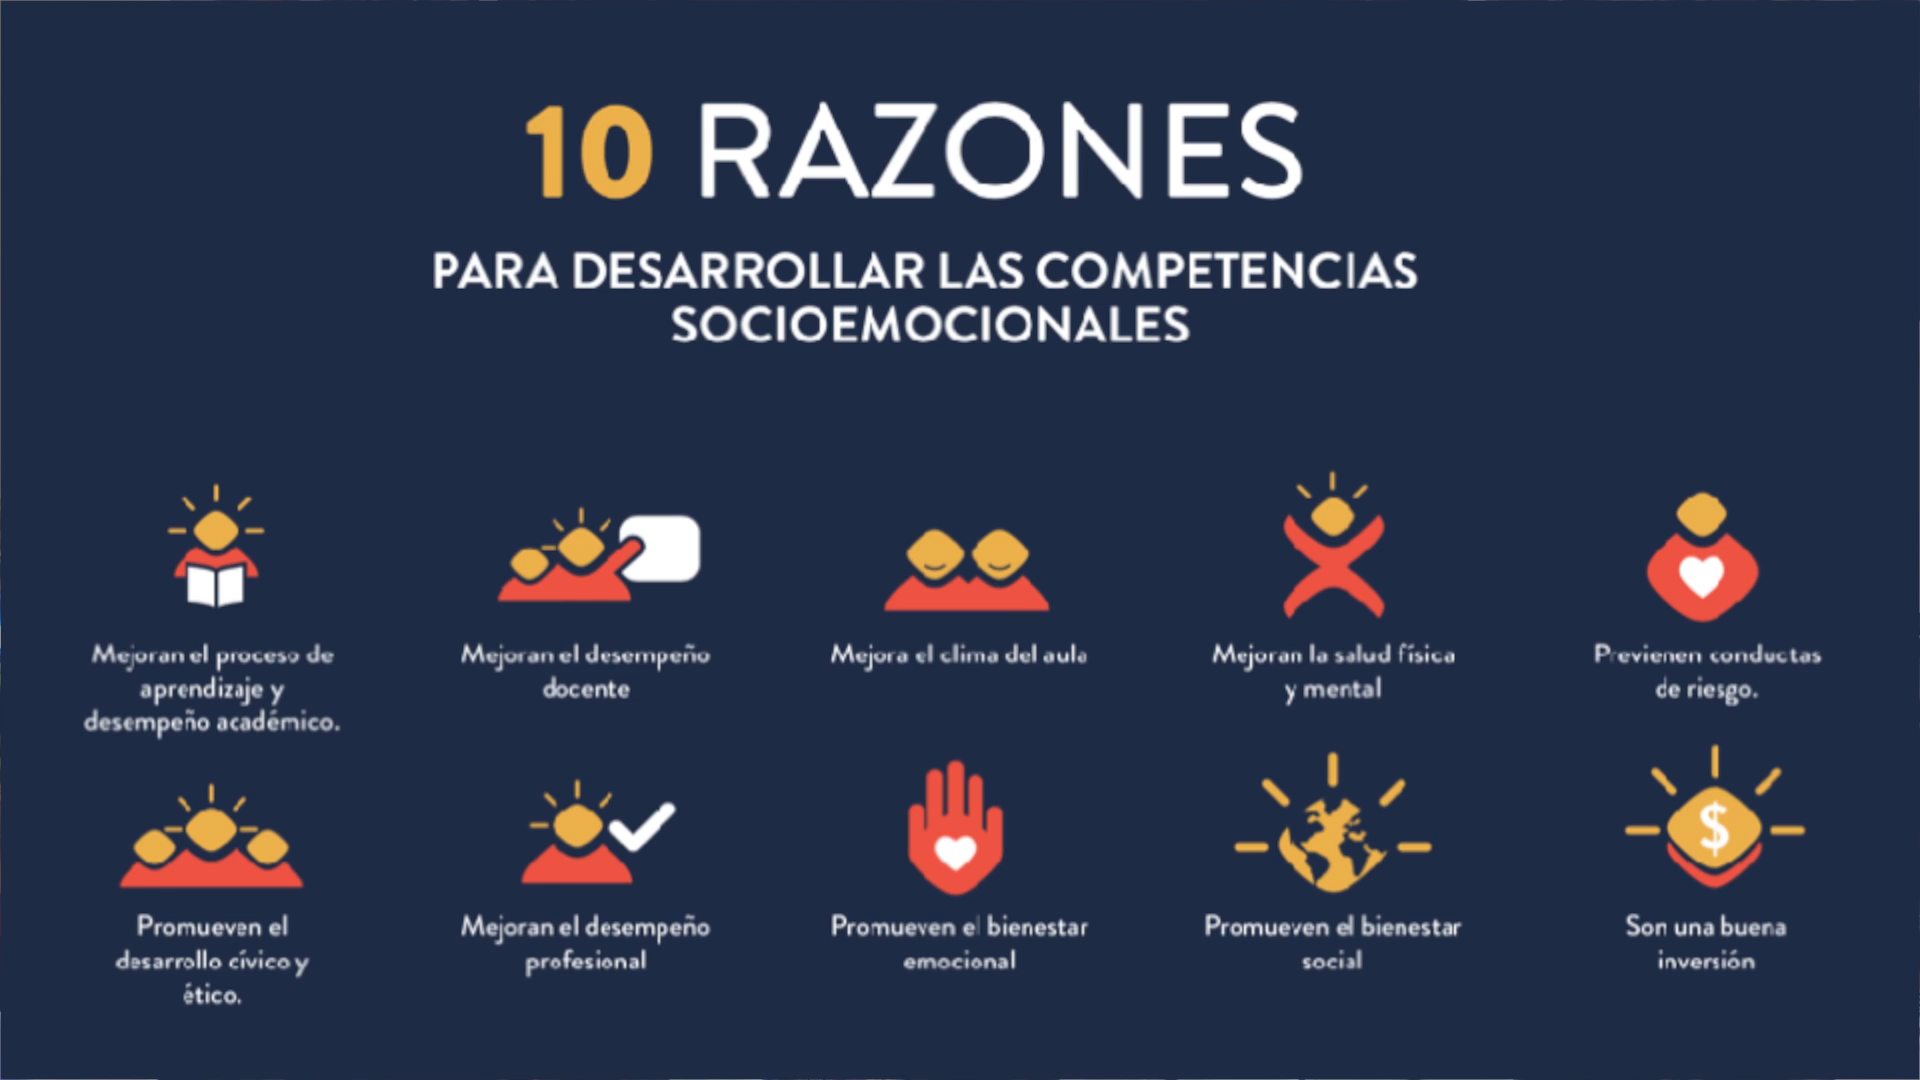 10 RAZONES
PARA DESARROLLAR LAS COMPETENCIAS
SOCIOEMOCIONALES
Mejoran el proceso de
aprendizaje y
desempeño académico.
Mejoran el desempeño
docente
Mejora el clima del aula
Mejoran la salud física
y mental
Previenen conductas
de riesgo.
Promueven el
desarrollo cívico y
ético.
Mejoran el desempeño
profesional
Promueven el bienestar
emocional
Promueven el bienestar
social
$
Son una buena
inversión